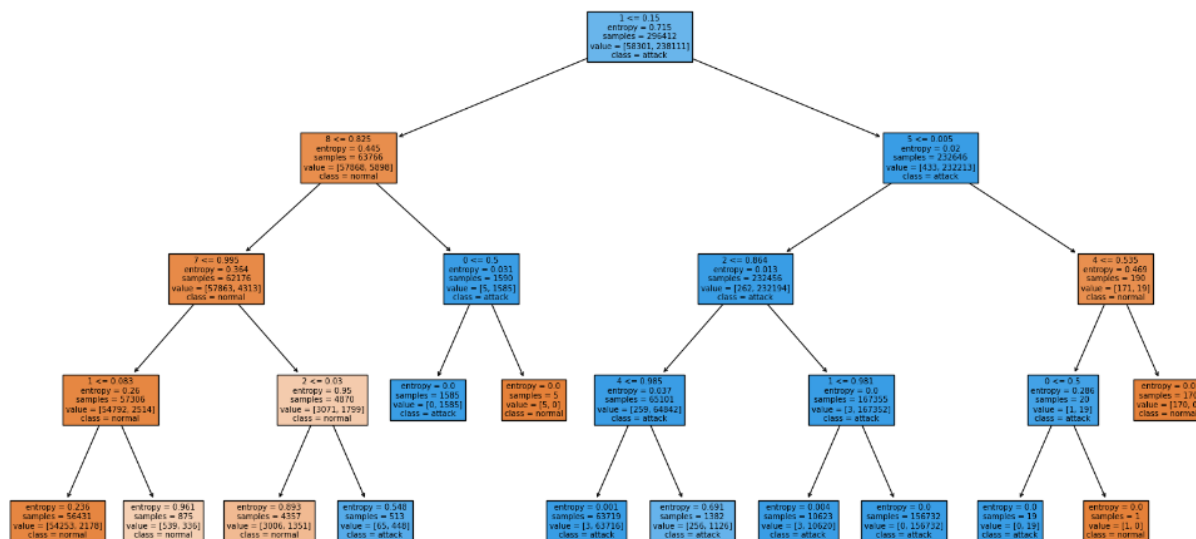 1 <= 0.15
entropy = 0.715
samples = 296412
value = [58301, 238111]
class = attack
8 <= 0.825
entropy = 0.445
samples = 63766
value = [57868, 5898]
class = normal
5 <= 0.005
entropy = 0.02
samples = 232646
value = [433, 232213]
class = attack
7 <= 0.995
entropy = 0.364
samples = 62176
value = [57863, 4313]
class = normal
0 <= 0.5
entropy = 0.031
samples = 1590
value = [5, 1585]
class = attack
2 <= 0.864
entropy = 0.013
samples = 232456
value = [262, 232194]
class = attack
4 <= 0.535
entropy = 0.469
samples = 190
value = [171, 19]
class = normal
1 <= 0.083
entropy = 0.26
samples = 57306
value = [54792, 2514]
class = normal
2 <= 0.03
entropy = 0.95
samples = 4870
value = [3071, 1799]
class = normal
entropy = 0.0
samples = 1585
value = [0, 1585]
class = attack
entropy = 0.0
samples = 5
value = [5, 0]
class = normal
4 <= 0.985
entropy = 0.037
samples = 65101
value = [259, 64842]
class = attack
1 <= 0.981
entropy = 0.0
samples = 167355
value = [3, 167352]
class = attack
0 <= 0.5
entropy = 0.286
samples = 20
value = [1, 19]
class = attack
entropy = 0.0
samples = 170
value = [170, 0
class = normal
entropy = 0.236
samples = 56431
value = [54253, 2178]
class = normal
entropy = 0.961
samples = 875
value = [539, 336]
class = normal
entropy = 0.893
samples = 4357
value = [3006, 1351]
class = normal
entropy = 0.548
samples = 513
value = [65, 448]
class = attack
entropy = 0.001
samples = 63719
value = [3, 63716]
class = attack
entropy = 0.691
samples = 1382
value = [256, 1126]
class = attack
entropy = 0.004
samples = 10623
value = [3, 10620]
class = attack
entropy = 0.0
samples = 156732
value = [0, 156732]
class = attack
entropy = 0.0
samples = 19
value = [0, 19]
class = attack
entropy = 0.0
samples = 1
value = [1, 0]
class = normal